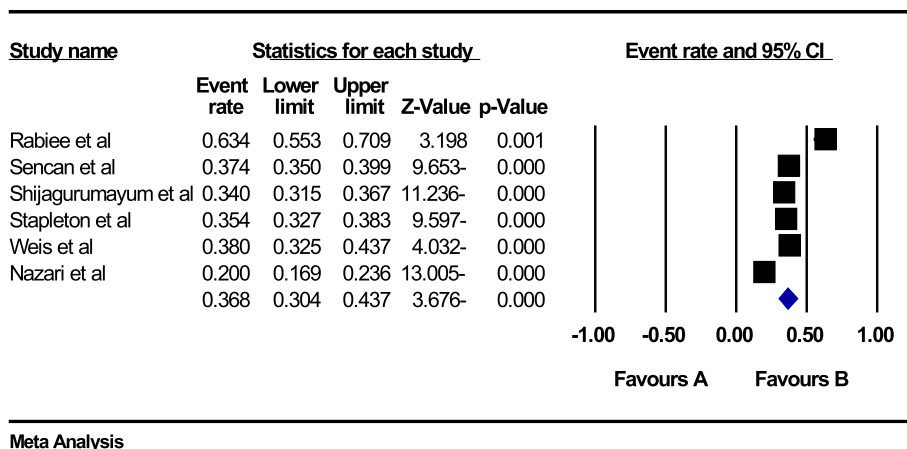 Study name Statistics for each study Event rate and 95% CI
Event Lower Upper
rate limit limit Z-Value p-Value
Rabiee et al 0.634 0.553 0.709 3.198 0.001
Sencan et al 0.374 0.350 0.399 9.653- 0.000
Shijagurumayum et al 0.340 0.315 0.367 11.236- 0.000
Stapleton et al 0.354 0.327 0.383 9.597- 0.000
Weis et al 0.380 0.325 0.437 4.032- 0.000
Nazari et al 0.200 0.169 0.236 13.005- 0.000
0.368 0.304 0.437 3.676- 0.000
-1.00 -0.50 0.00 0.50 1.00
Favours A Favours B
Meta Analysis